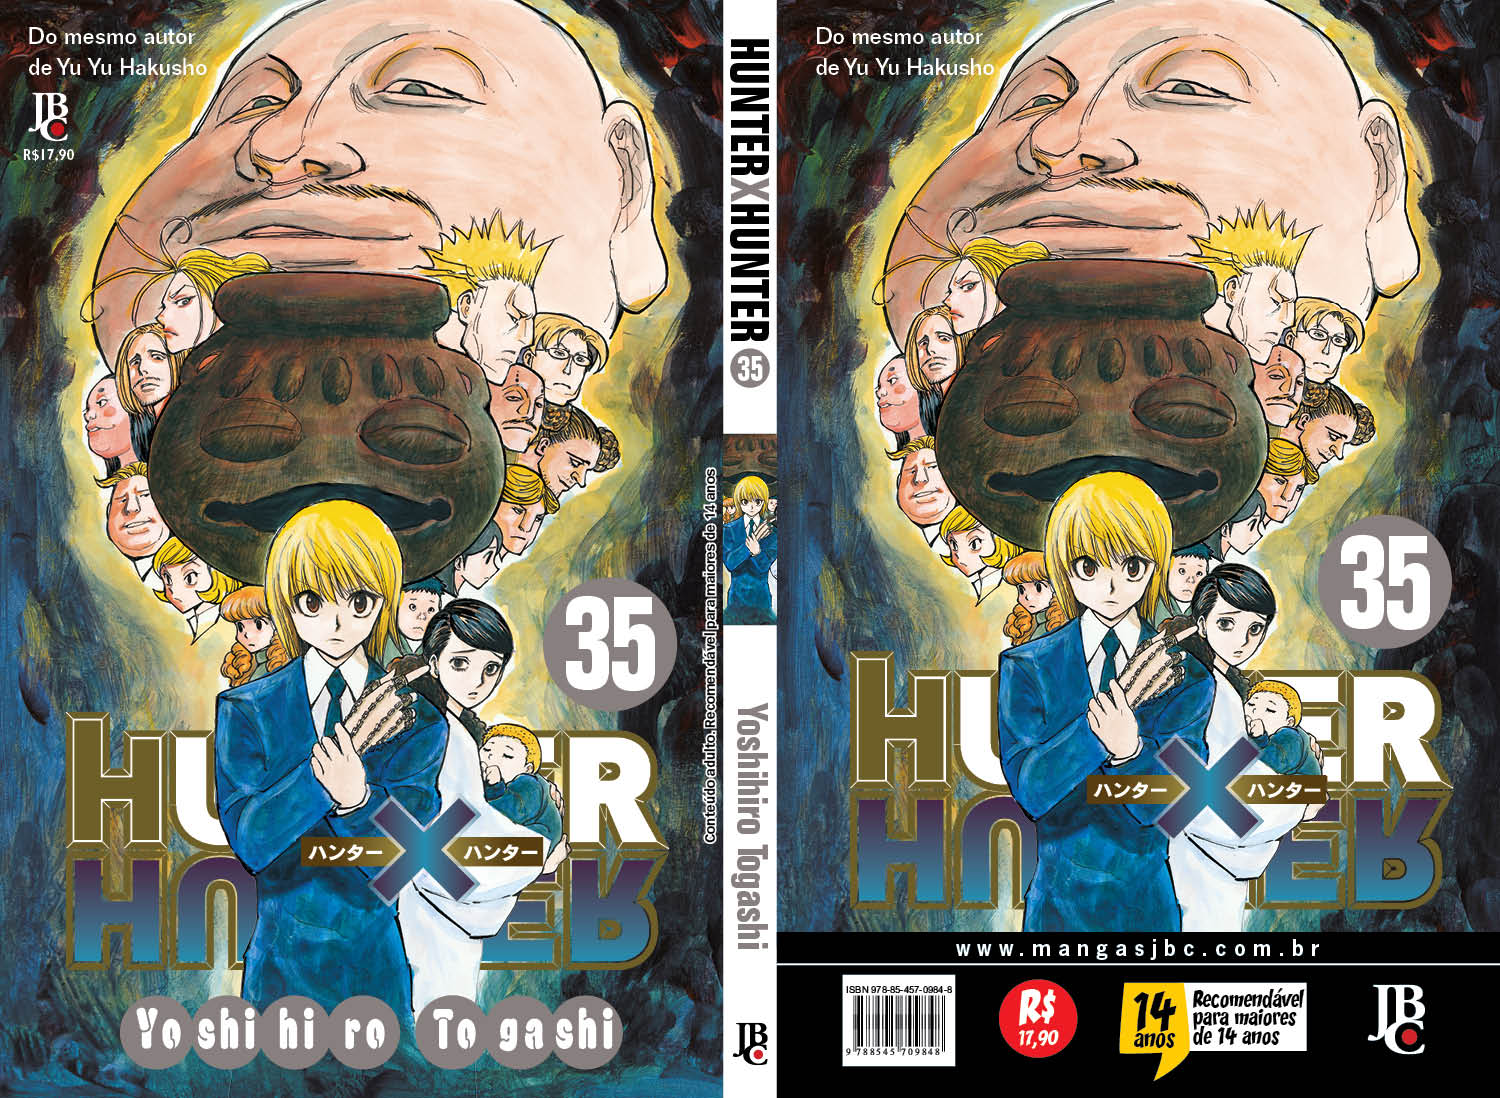 Do mesmo autor
de Yu Yu Hakusho
JBC
R$17,90
35
HUNTER
ハンター X ハンター
HUNTER
Yoshihiro Togashi
Conteúdo adulto. Recomendável para maiores de 14 anos
HUNTER X HUNTER 35
Yoshihiro Togashi
JBC
Do mesmo autor
de Yu Yu Hakusho
35
HUNTER
ハンター X ハンター
HUNTER
www.mangasjbc.com.br
ISBN 978-85-457-0984-8
9 788545 709848
R$
17,90
14
anos
Recomendável
para maiores
de 14 anos
JBC